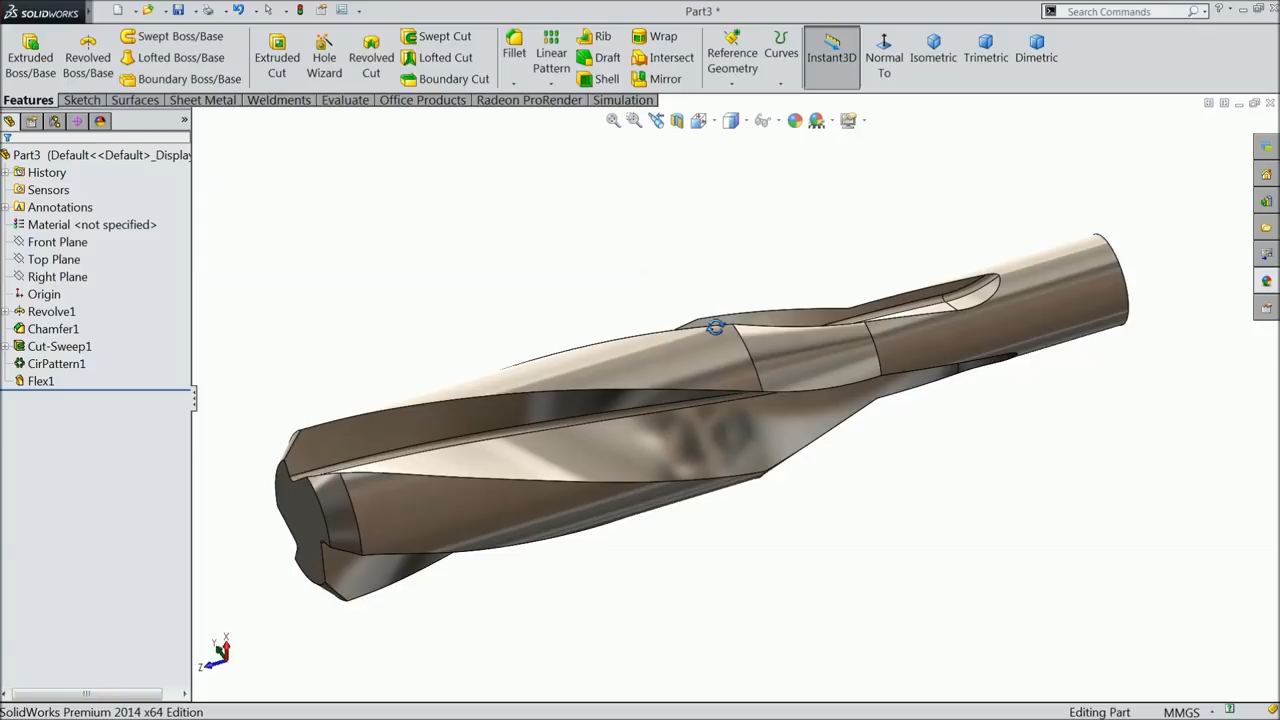 SOLIDWORKS
Part3 *
Search Commands
Extruded Boss/Base
Revolved Boss/Base
Swept Boss/Base
Lofted Boss/Base
Boundary Boss/Base
Extruded Cut
Hole Wizard
Revolved Cut
Swept Cut
Lofted Cut
Boundary Cut
Fillet
Linear Pattern
Rib
Draft
Shell
Wrap
Intersect
Mirror
Reference Geometry
Curves
Instant3D
Normal To
Isometric
Trimetric
Dimetric
Features Sketch Surfaces Sheet Metal Weldments Evaluate Office Products Radeon ProRender Simulation
Part3 (Default<<Default>_Display
History
Sensors
Annotations
Material <not specified>
Front Plane
Top Plane
Right Plane
Origin
Revolve1
Chamfer1
Cut-Sweep1
CirPattern1
Flex1
Y X
Z
SolidWorks Premium 2014 x64 Edition
Editing Part
MMGS